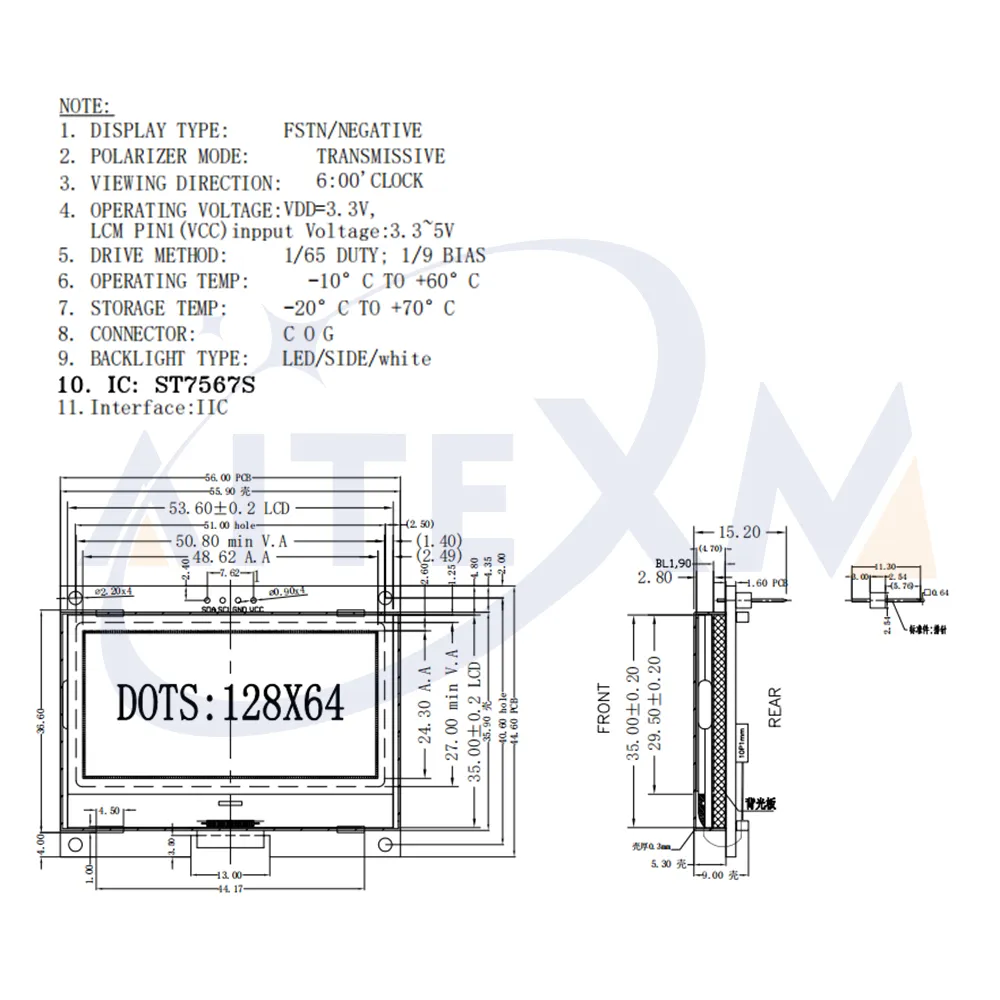 NOTE:
1. DISPLAY TYPE: FSTN/NEGATIVE
2. POLARIZER MODE: TRANSMISSIVE
3. VIEWING DIRECTION: 6:00'CLOCK
4. OPERATING VOLTAGE:VDD=3.3V,
LCM PIN1(VCC)inpput Voltage:3.3~5V
5. DRIVE METHOD: 1/65 DUTY; 1/9 BIAS
6. OPERATING TEMP: -10° C TO +60° C
7. STORAGE TEMP: -20° C TO +70° C
8. CONNECTOR: C O G
9. BACKLIGHT TYPE: LED/SIDE/white
10. IC: ST7567S
11. Interface:IIC
AITEXM
56.00 PCB
55.90 壳
53.60±0.2 LCD
51.00 hole
(2.50)
50.80 min V.A
(1.40)
48.62 A.A
(2.49)
2.40
7.62
1
2.60
1.25
1.80
4.35
2.00
⌀2.20x4
⌀0.90x4
SDA SCL GND VCC
DOTS:128X64
36.60
4.00
24.30 A.A
27.00 min V.A
35.00±0.2 LCD
35.90 壳
40.60 hole
44.60 PCB
4.50
3.80
1.00
13.00
44.17
15.20
(4.70)
BL1,90
2.80
1.60 PCB
FRONT
35.00±0.20
29.50±0.20
REAR
10P1mm
背光板
壳厚0.3mm
5.30 壳
9.00 壳
11.30
3.00
2.54
(5.76)
□0.64
2.54
标准件:排针